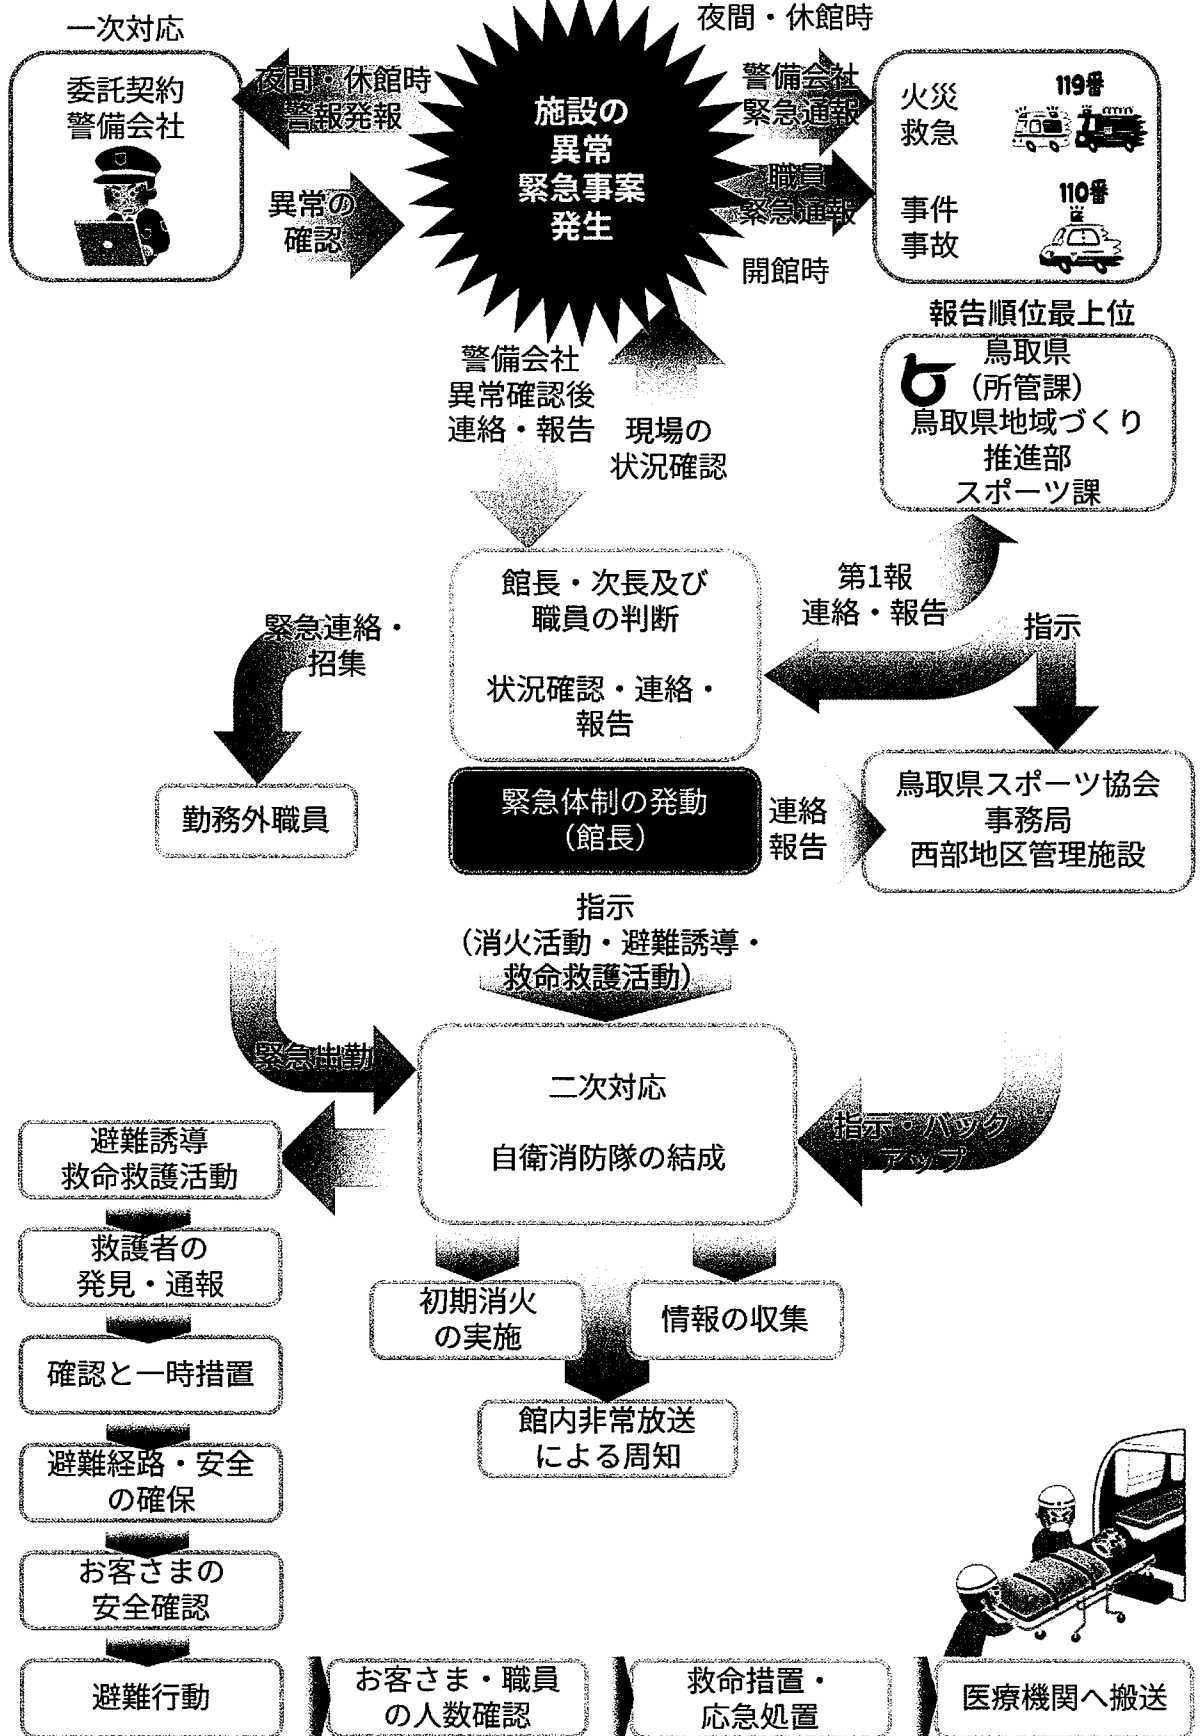 一次対応
委託契約
警備会社
夜間・休館時
警報発報
異常の
確認
施設の
異常
緊急事案
発生
夜間・休館時
警備会社
緊急通報
職員
緊急通報
開館時
火災
救急
119番
事件
事故
110番
報告順位最上位
鳥取県
（所管課）
鳥取県地域づくり
推進部
スポーツ課
警備会社
異常確認後
連絡・報告
現場の
状況確認
館長・次長及び
職員の判断
状況確認・連絡・
報告
第1報
連絡・報告
指示
緊急連絡・
招集
勤務外職員
緊急体制の発動
（館長）
連絡
報告
鳥取県スポーツ協会
事務局
西部地区管理施設
指示
（消火活動・避難誘導・
救命救護活動）
緊急出勤
二次対応
自衛消防隊の結成
指示・バック
アップ
避難誘導
救命救護活動
救護者の
発見・通報
確認と一時措置
避難経路・安全
の確保
お客さまの
安全確認
避難行動
初期消火
の実施
情報の収集
館内非常放送
による周知
お客さま・職員
の人数確認
救命措置・
応急処置
医療機関へ搬送